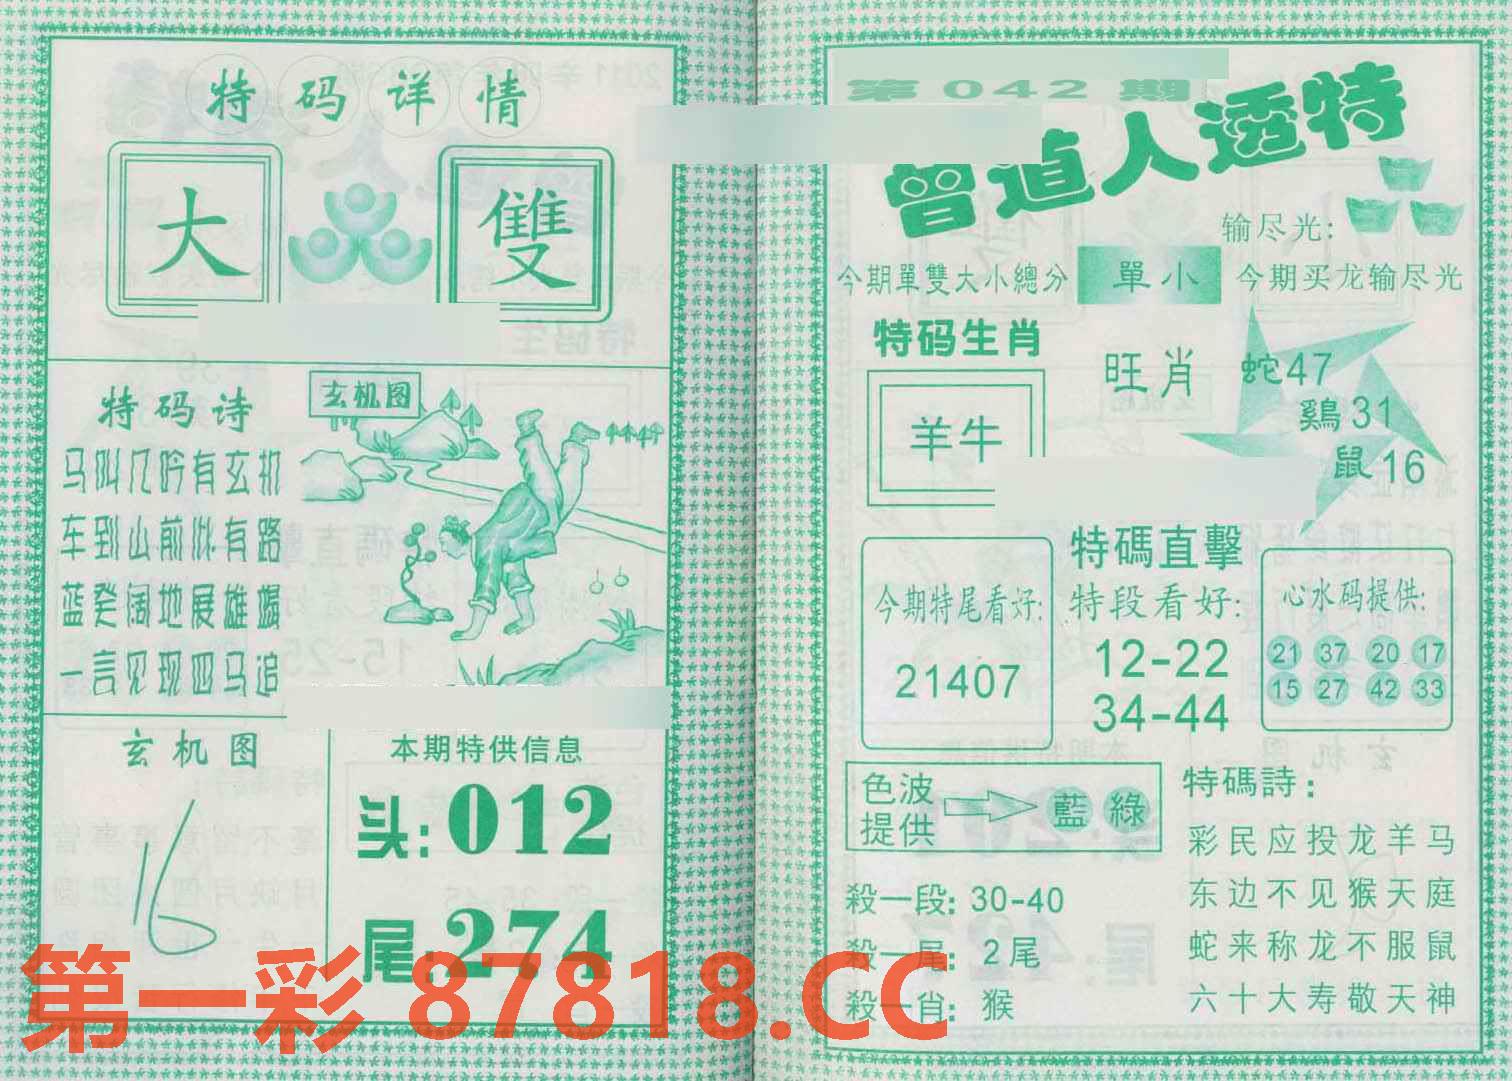 特码详情
大
雙
特码诗
马叫几吟有玄机
车到山前必有路
蓝癸阔地展雄
一言见现四马追
玄机图
玄机图
16
本期特供信息
头:012
尾:274
第042期
曾道人透特
输尽光:
今期單雙大小總分
單小
今期买龙输尽光
特码生肖
羊牛
旺肖
蛇47
鷄31
鼠16
今期特尾看好:
21407
特碼直擊
特段看好:
12-22
34-44
心水码提供:
21 37 20 17
15 27 42 33
色波
提供
藍 綠
殺一段: 30-40
殺一尾: 2尾
殺一肖: 猴
特碼詩:
彩民应投龙羊马
东边不见猴天庭
蛇来称龙不服鼠
六十大寿敬天神
第一彩 87818.CC